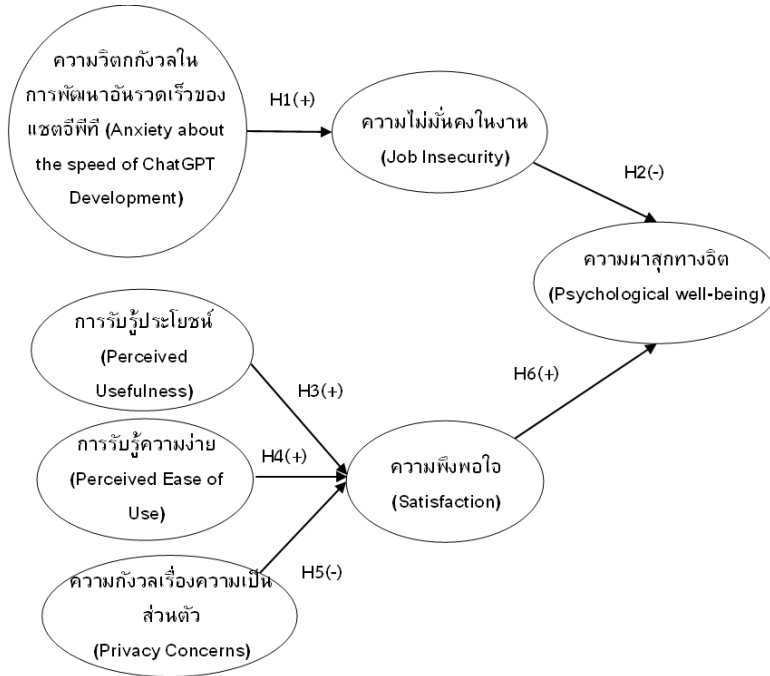 ความวิตกกังวลใน
การพัฒนาอันรวดเร็วของ
แชตจีพีที (Anxiety about
the speed of ChatGPT
Development)
H1(+)
ความไม่มั่นคงในงาน
(Job Insecurity)
H2(-)
ความผาสุกทางจิต
(Psychological well-being)
การรับรู้ประโยชน์
(Perceived
Usefulness)
H3(+)
H6(+)
การรับรู้ความง่าย
(Perceived Ease of
Use)
H4(+)
ความพึงพอใจ
(Satisfaction)
H5(-)
ความกังวลเรื่องความเป็น
ส่วนตัว
(Privacy Concerns)